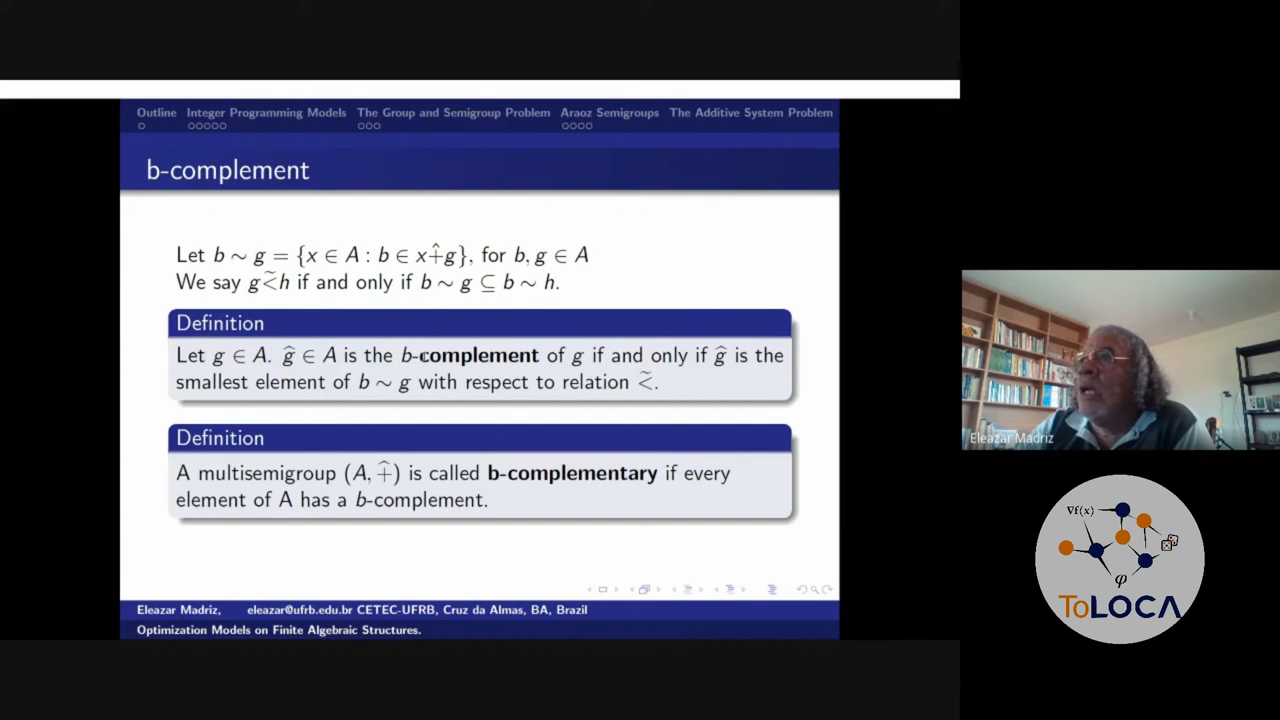 Outline Integer Programming Models The Group and Semigroup Problem Araoz Semigroups The Additive System Problem
b-complement
Let b ∼ g = {x ∈ A : b ∈ x+̂g}, for b, g ∈ A
We say g<̃h if and only if b ∼ g ⊆ b ∼ h.
Definition
Let g ∈ A. ĝ ∈ A is the b-complement of g if and only if ĝ is the
smallest element of b ∼ g with respect to relation <̃.
Definition
A multisemigroup (A, +̂) is called b-complementary if every
element of A has a b-complement.
Eleazar Madriz, eleazar@ufrb.edu.br CETEC-UFRB, Cruz da Almas, BA, Brazil
Optimization Models on Finite Algebraic Structures.
Eleazar Madriz
∇f(x)
φ
ToLOCA